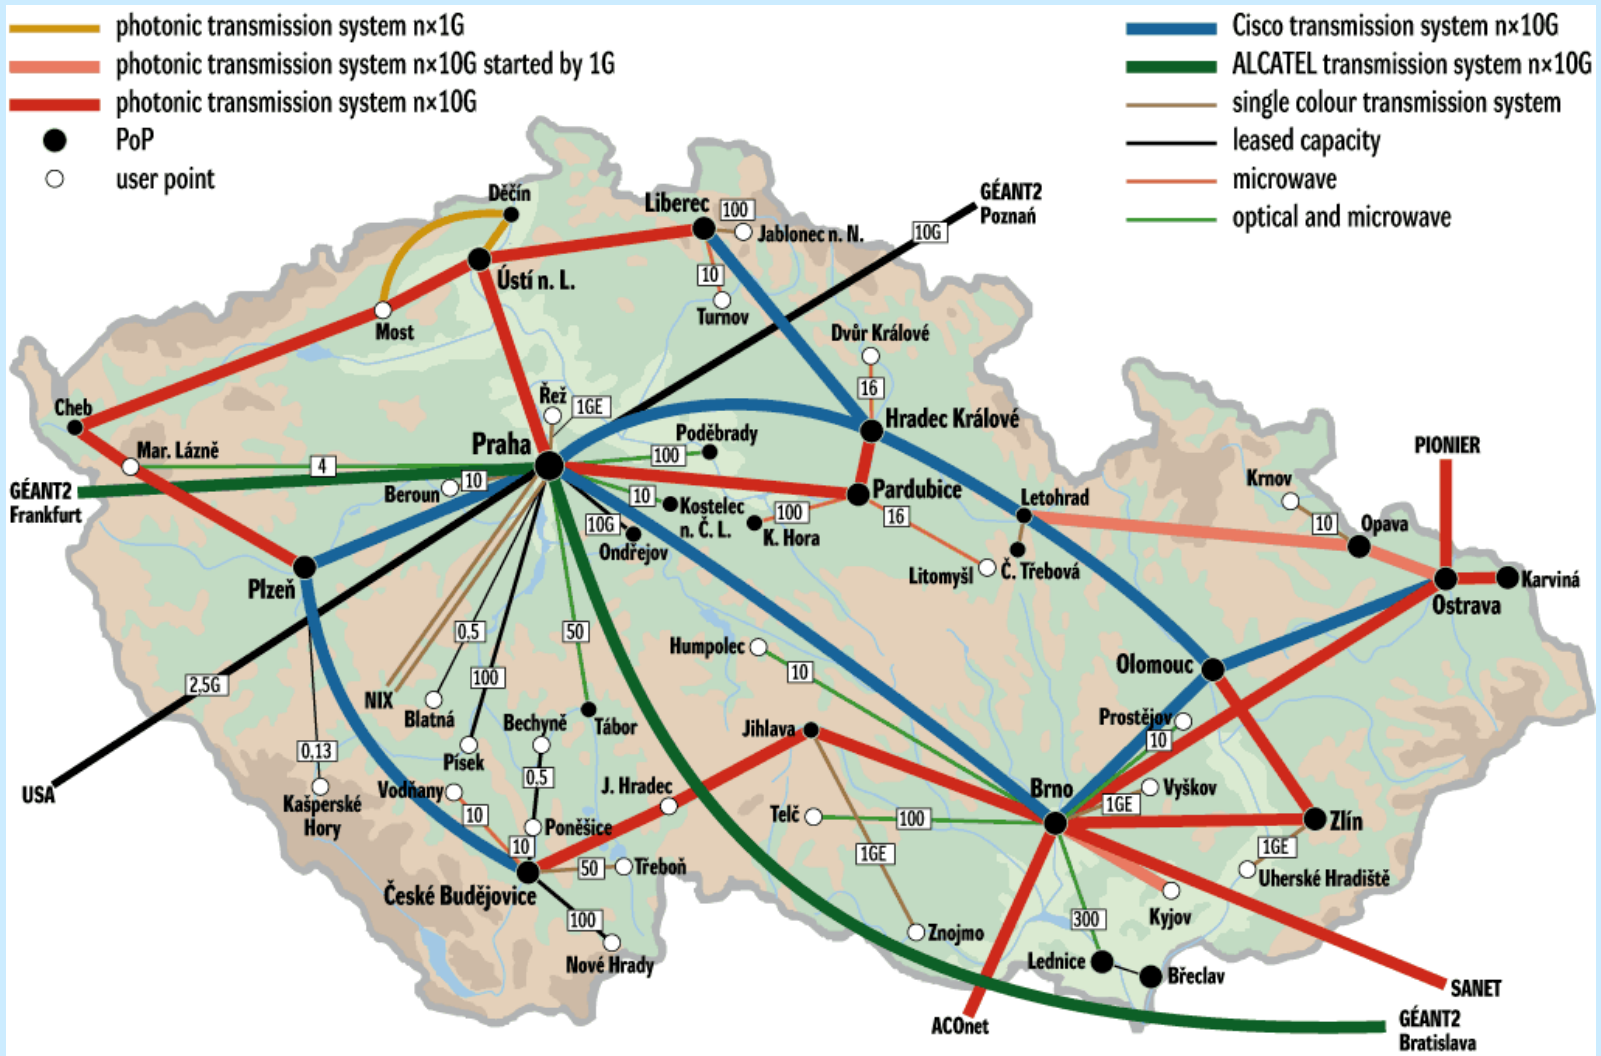 photonic transmission system n×1G
photonic transmission system n×10G started by 1G
photonic transmission system n×10G
PoP
user point
Cisco transmission system n×10G
ALCATEL transmission system n×10G
single colour transmission system
leased capacity
microwave
optical and microwave
Děčín
Liberec
100
Jablonec n. N.
GÉANT2
Poznań
10G
Ústí n. L.
10
Turnov
Most
Dvůr Králové
16
Cheb
Řež
1GE
Hradec Králové
Praha
Poděbrady
100
Mar. Lázně
4
GÉANT2
Frankfurt
Beroun
10
10
Kostelec
n. Č. L.
10G
Ondřejov
Pardubice
100
K. Hora
16
Litomyšl
Letohrad
Č. Třebová
Krnov
10
Opava
PIONIER
Ostrava
Karviná
Plzeň
0,5
50
100
2,5G
NIX
Blatná
Tábor
Humpolec
10
Olomouc
Prostějov
10
Bechyně
Písek
0,5
Jihlava
0,13
USA
Kašperské
Hory
Vodňany
10
J. Hradec
Poněšice
10
Telč
100
Brno
1GE
Vyškov
Zlín
1GE
1GE
Uherské Hradiště
50
Třeboň
České Budějovice
100
Nové Hrady
Kyjov
300
Znojmo
Lednice
Břeclav
SANET
ACOnet
GÉANT2
Bratislava